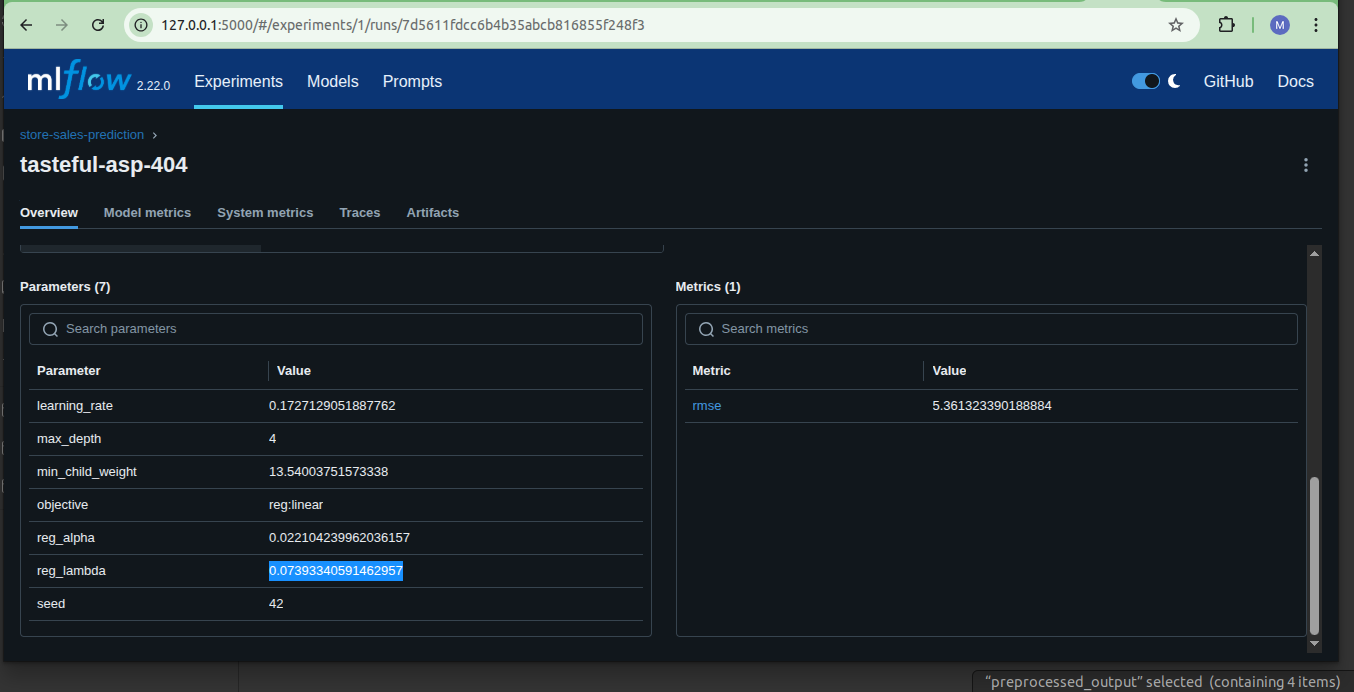 127.0.0.1:5000/#/experiments/1/runs/7d5611fdcc6b4b35abcb816855f248f3
M
mlflow 2.22.0 Experiments Models Prompts GitHub Docs
store-sales-prediction ›
tasteful-asp-404
Overview Model metrics System metrics Traces Artifacts
Parameters (7) Metrics (1)
Search parameters Search metrics
Parameter Value Metric Value
learning_rate 0.1727129051887762 rmse 5.361323390188884
max_depth 4
min_child_weight 13.54003751573338
objective reg:linear
reg_alpha 0.022104239962036157
reg_lambda 0.07393340591462957
seed 42
“preprocessed_output” selected (containing 4 items)